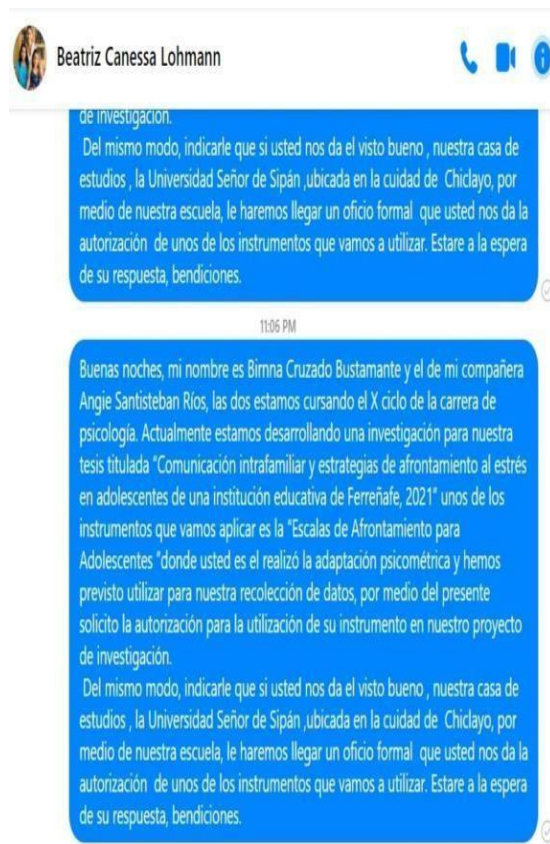 Beatriz Canessa Lohmann
de investigación.
Del mismo modo, indicarle que si usted nos da el visto bueno , nuestra casa de
estudios , la Universidad Señor de Sipán ,ubicada en la cuidad de Chiclayo, por
medio de nuestra escuela, le haremos llegar un oficio formal que usted nos da la
autorización de unos de los instrumentos que vamos a utilizar. Estare a la espera
de su respuesta, bendiciones.
11:06 PM
Buenas noches, mi nombre es Birnna Cruzado Bustamante y el de mi compañera
Angie Santisteban Ríos, las dos estamos cursando el X ciclo de la carrera de
psicología. Actualmente estamos desarrollando una investigación para nuestra
tesis titulada "Comunicación intrafamiliar y estrategias de afrontamiento al estrés
en adolescentes de una institución educativa de Ferreñafe, 2021" unos de los
instrumentos que vamos aplicar es la "Escalas de Afrontamiento para
Adolescentes "donde usted es el realizó la adaptación psicométrica y hemos
previsto utilizar para nuestra recolección de datos, por medio del presente
solicito la autorización para la utilización de su instrumento en nuestro proyecto
de investigación.
Del mismo modo, indicarle que si usted nos da el visto bueno , nuestra casa de
estudios , la Universidad Señor de Sipán ,ubicada en la cuidad de Chiclayo, por
medio de nuestra escuela, le haremos llegar un oficio formal que usted nos da la
autorización de unos de los instrumentos que vamos a utilizar. Estare a la espera
de su respuesta, bendiciones.